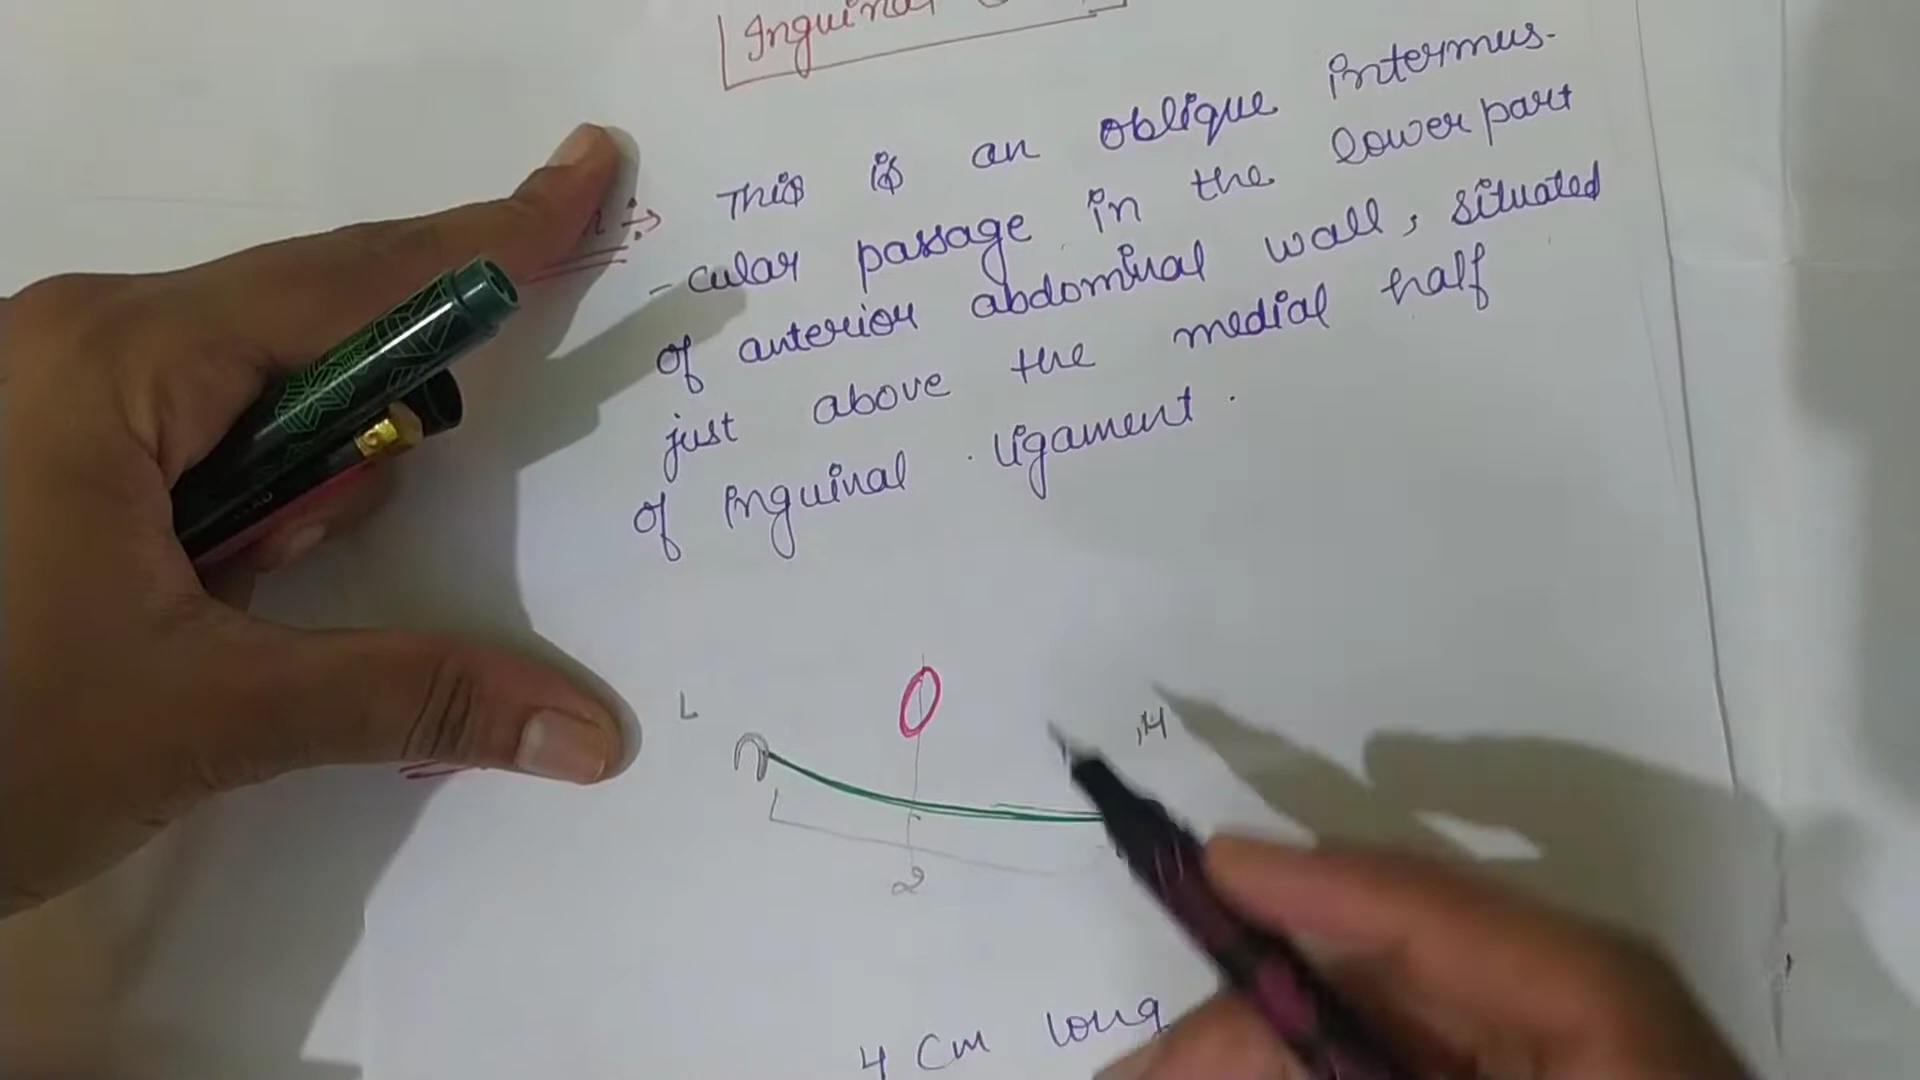 Inguinal
This is an oblique intermus-
-cular passage in the lower part
of anterior abdominal wall, situated
just above the medial half
of inguinal ligament.
L
M
2
4 cm long